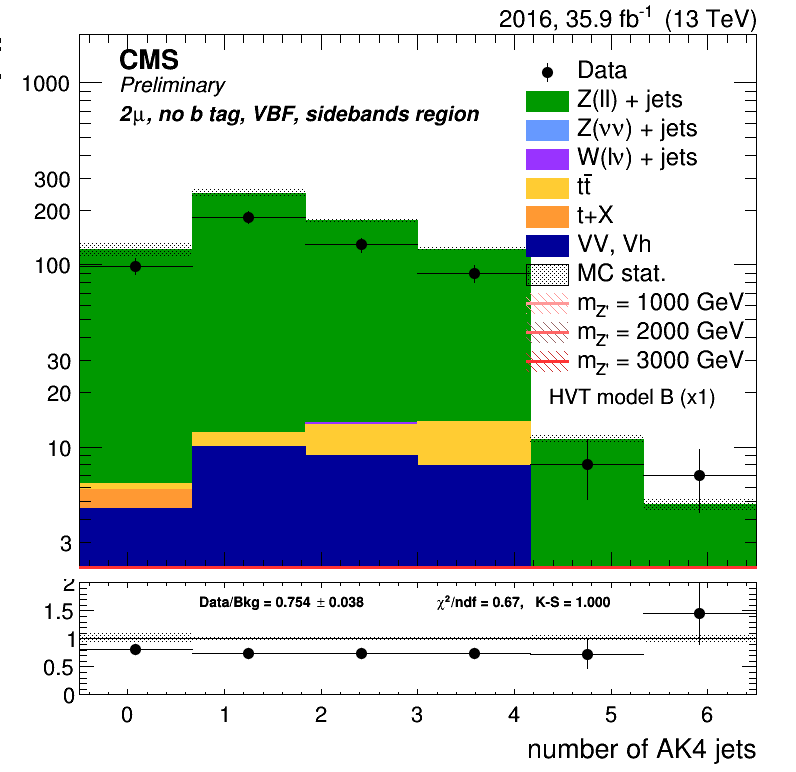 2016, 35.9 fb⁻¹ (13 TeV)
CMS
Preliminary
2μ, no b tag, VBF, sidebands region
Data
Z(ll) + jets
Z(νν) + jets
W(lν) + jets
tt̄
t+X
VV, Vh
MC stat.
m_Z' = 1000 GeV
m_Z' = 2000 GeV
m_Z' = 3000 GeV
HVT model B (x1)
1000
300
200
100
30
20
10
3
Data/Bkg = 0.754 ± 0.038
χ²/ndf = 0.67, K-S = 1.000
2
1.5
1
0.5
0
0 1 2 3 4 5 6
number of AK4 jets